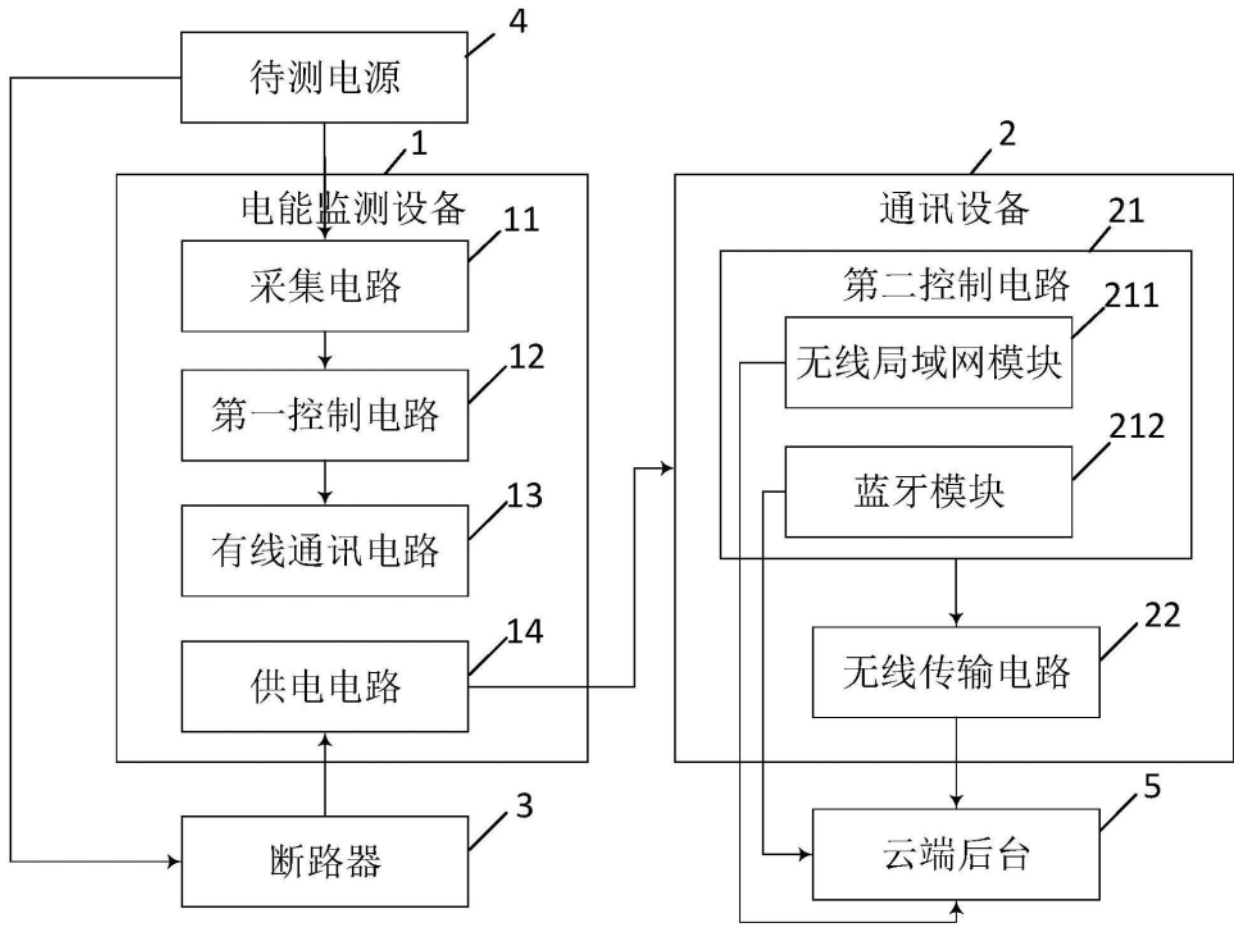 4
待测电源
1
电能监测设备
11
采集电路
12
第一控制电路
13
有线通讯电路
14
供电电路
3
断路器
2
通讯设备
21
第二控制电路
211
无线局域网模块
212
蓝牙模块
22
无线传输电路
5
云端后台